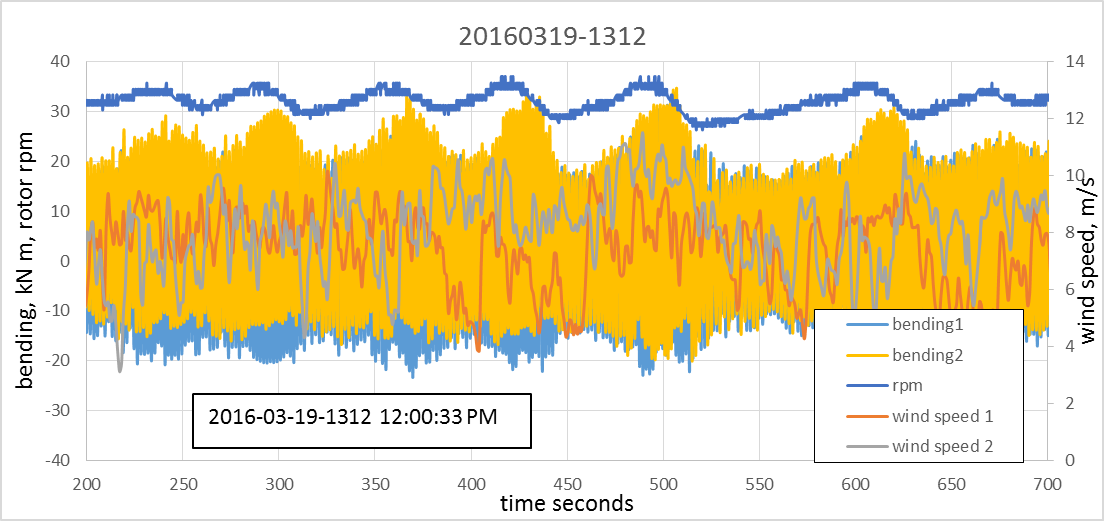 20160319-1312
40
30
20
10
0
-10
-20
-30
-40
bending, kN m, rotor rpm
14
12
10
8
6
4
2
0
wind speed, m/s
bending1
bending2
rpm
wind speed 1
wind speed 2
2016-03-19-1312 12:00:33 PM
200 250 300 350 400 450 500 550 600 650 700
time seconds